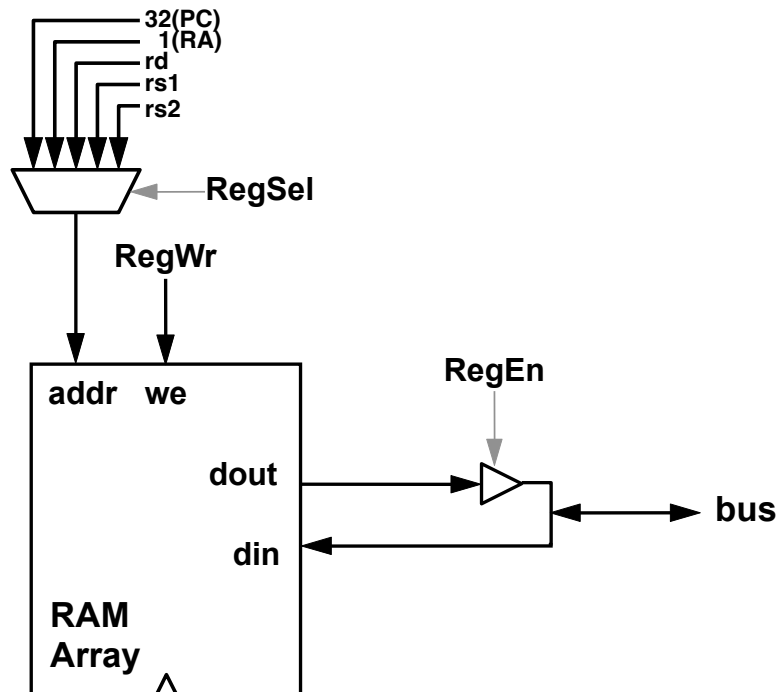 32(PC)
1(RA)
rd
rs1
rs2
RegSel
RegWr
RegEn
addr we
dout
bus
din
RAM
Array